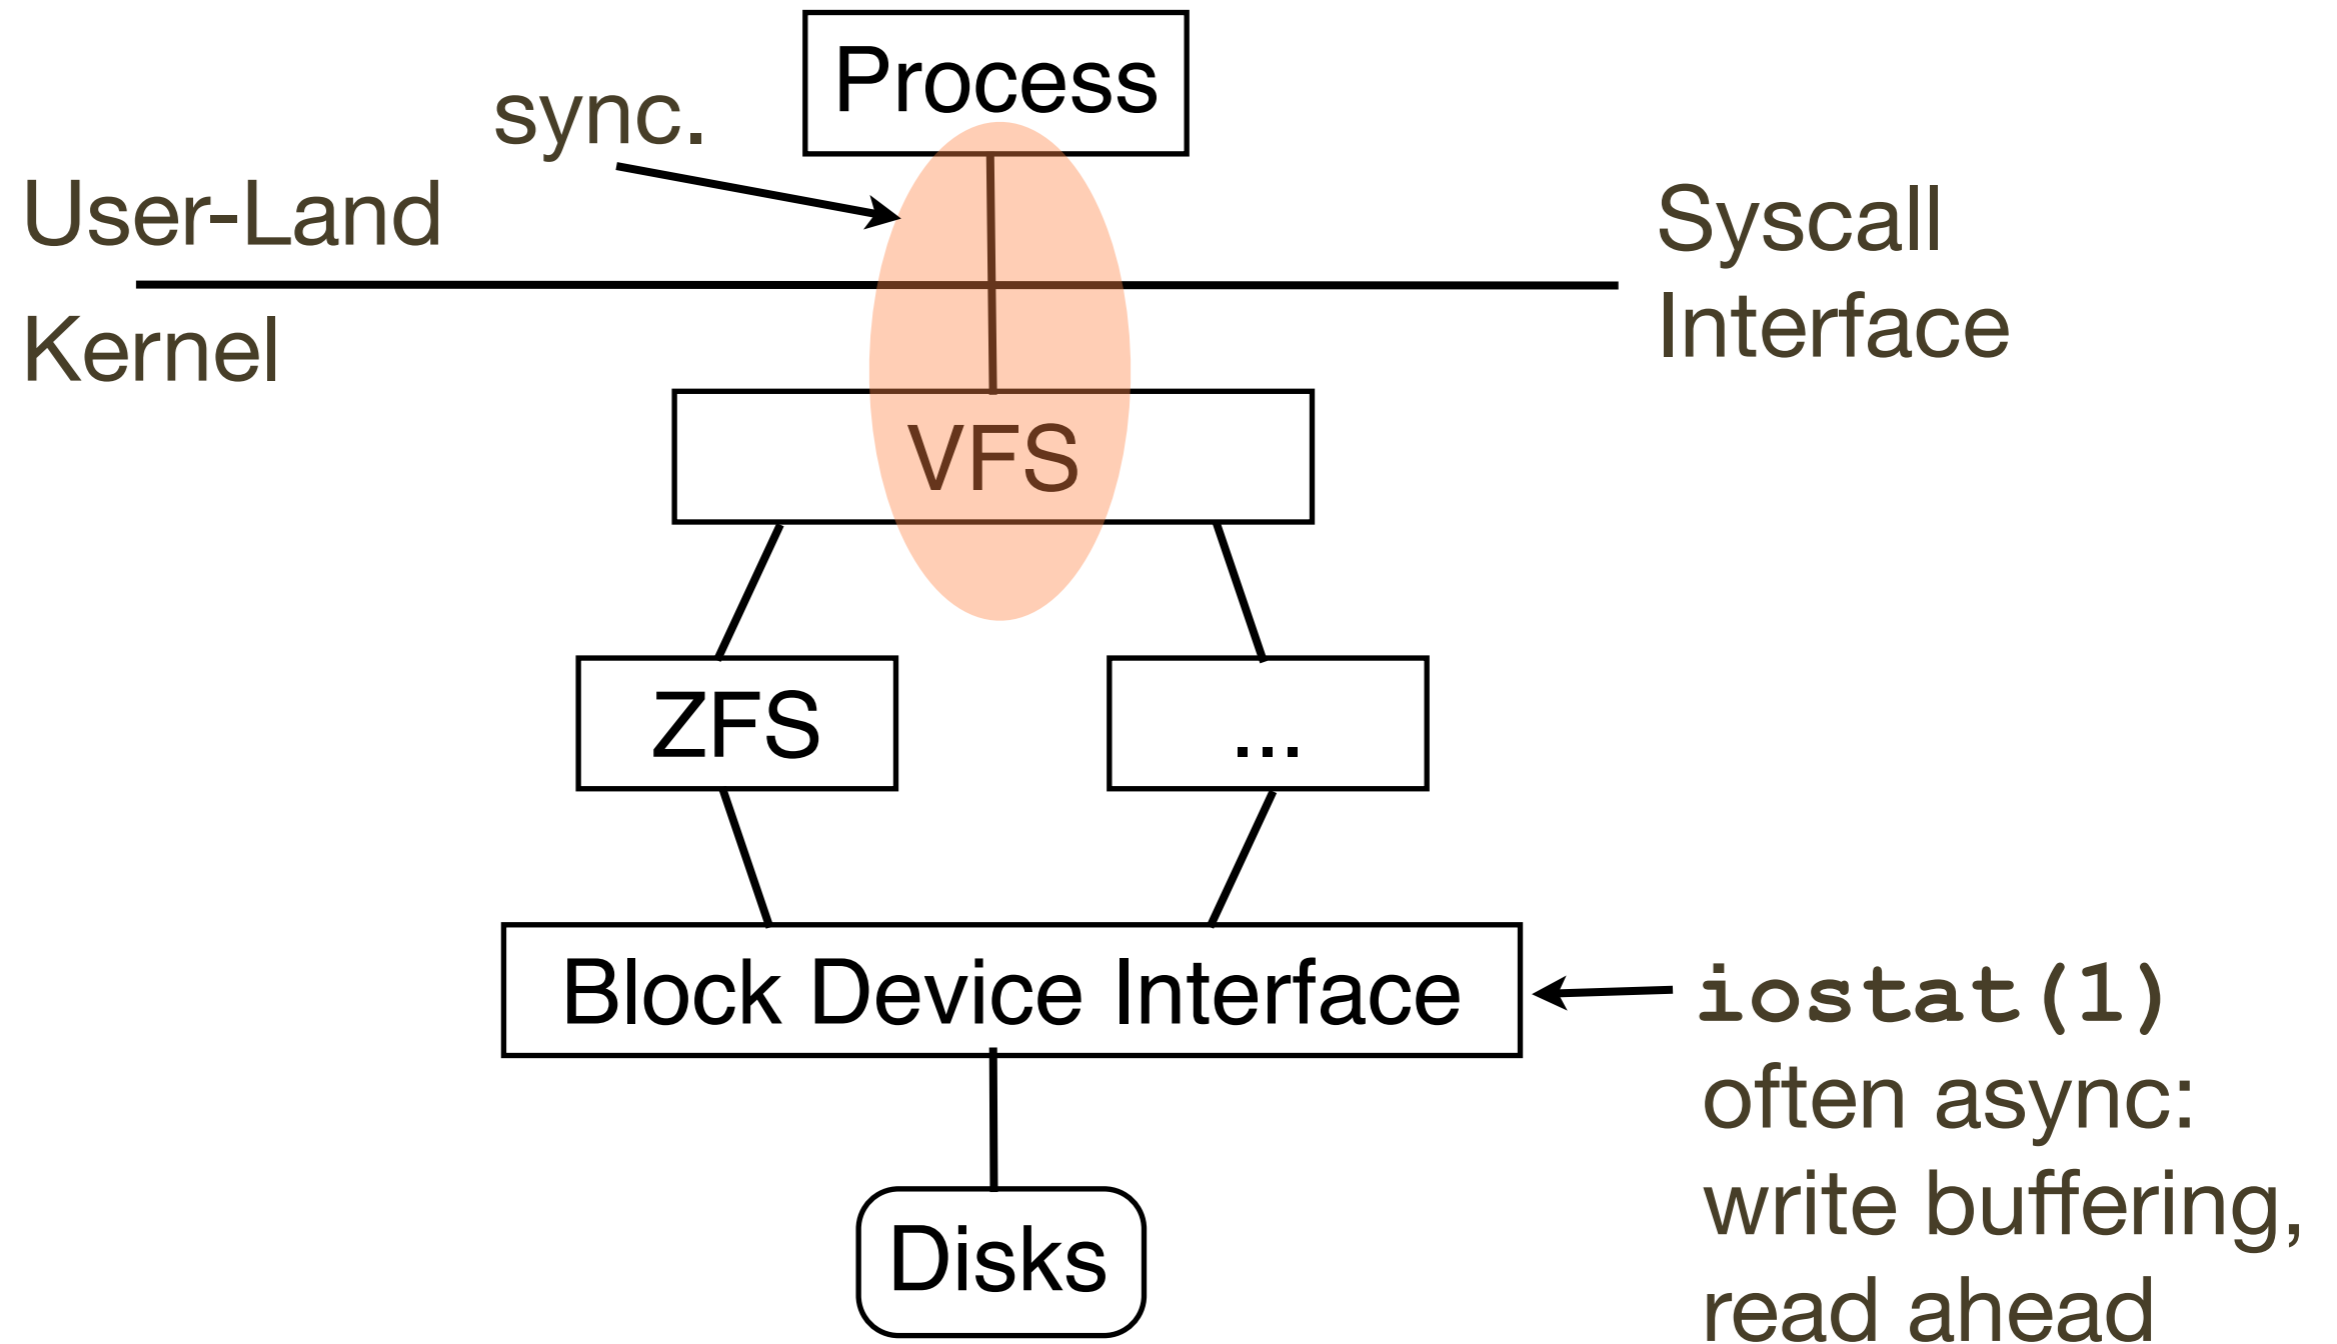 Process
sync.
User-Land
Syscall
Interface
Kernel
VFS
ZFS
...
Block Device Interface
iostat(1)
often async:
write buffering,
read ahead
Disks